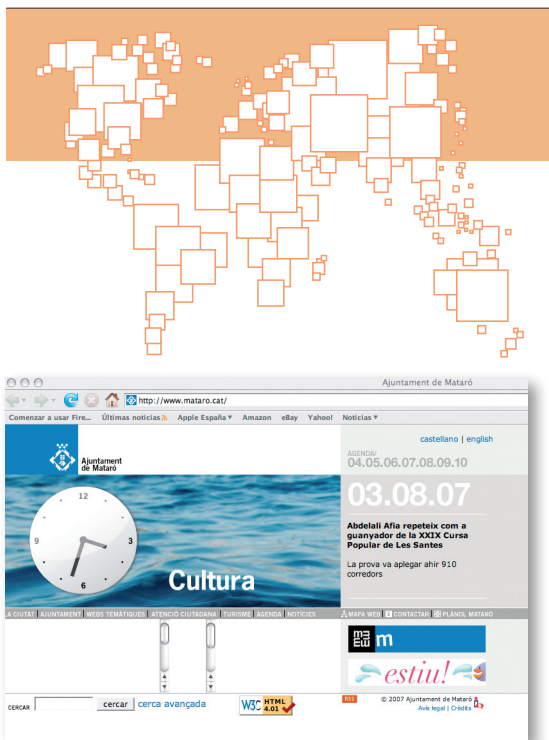 Ajuntament de Mataró
http://www.mataro.cat/
Comenzar a usar Fire... Últimas noticias Apple España Amazon eBay Yahoo! Noticias
castellano | english
Ajuntament
de Mataró
AGENDA/
04.05.06.07.08.09.10
03.08.07
12
9
3
6
Cultura
Abdelali Afia repeteix com a
guanyador de la XXIX Cursa
Popular de Les Santes
La prova va aplegar ahir 910
corredors
LA CIUTAT | AJUNTAMENT | WEBS TEMÀTIQUES | ATENCIÓ CIUTADANA | TURISME | AGENDA | NOTÍCIES
MAPA WEB | CONTACTAR | PLÀNOL MATARÓ
m
estiu!
CERCAR cercar cerca avançada
W3C HTML 4.01
RSS © 2007 Ajuntament de Mataró
Avís legal | Crèdits